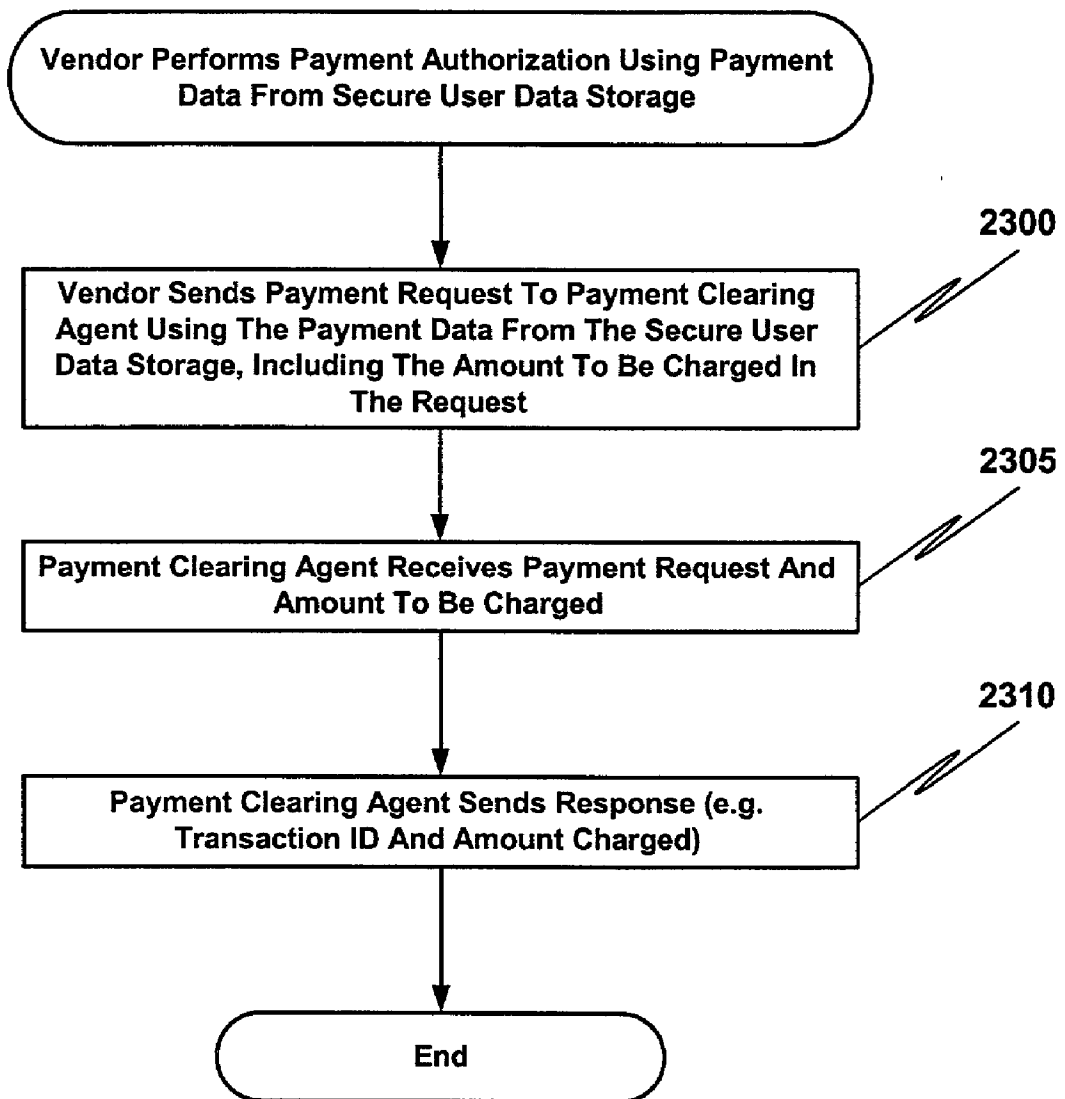 Vendor Performs Payment Authorization Using Payment
Data From Secure User Data Storage
2300
Vendor Sends Payment Request To Payment Clearing
Agent Using The Payment Data From The Secure User
Data Storage, Including The Amount To Be Charged In
The Request
2305
Payment Clearing Agent Receives Payment Request And
Amount To Be Charged
2310
Payment Clearing Agent Sends Response (e.g.
Transaction ID And Amount Charged)
End